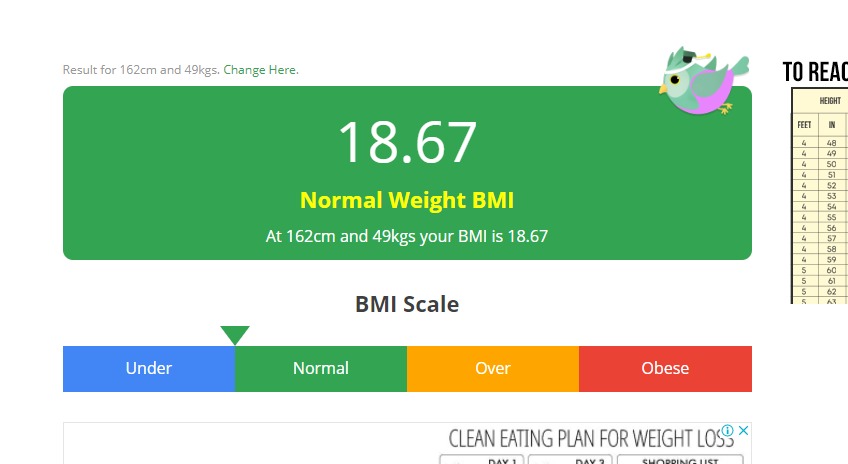 Result for 162cm and 49kgs. Change Here.
18.67
Normal Weight BMI
At 162cm and 49kgs your BMI is 18.67
BMI Scale
Under Normal Over Obese
CLEAN EATING PLAN FOR WEIGHT LOSS
DAY 1 DAY 3 SHOPPING LIST
TO REAC
HEIGHT
FEET IN
4 48
4 49
4 50
4 51
4 52
4 53
4 54
4 55
4 56
4 57
4 58
4 59
5 60
5 61
5 62
5 63